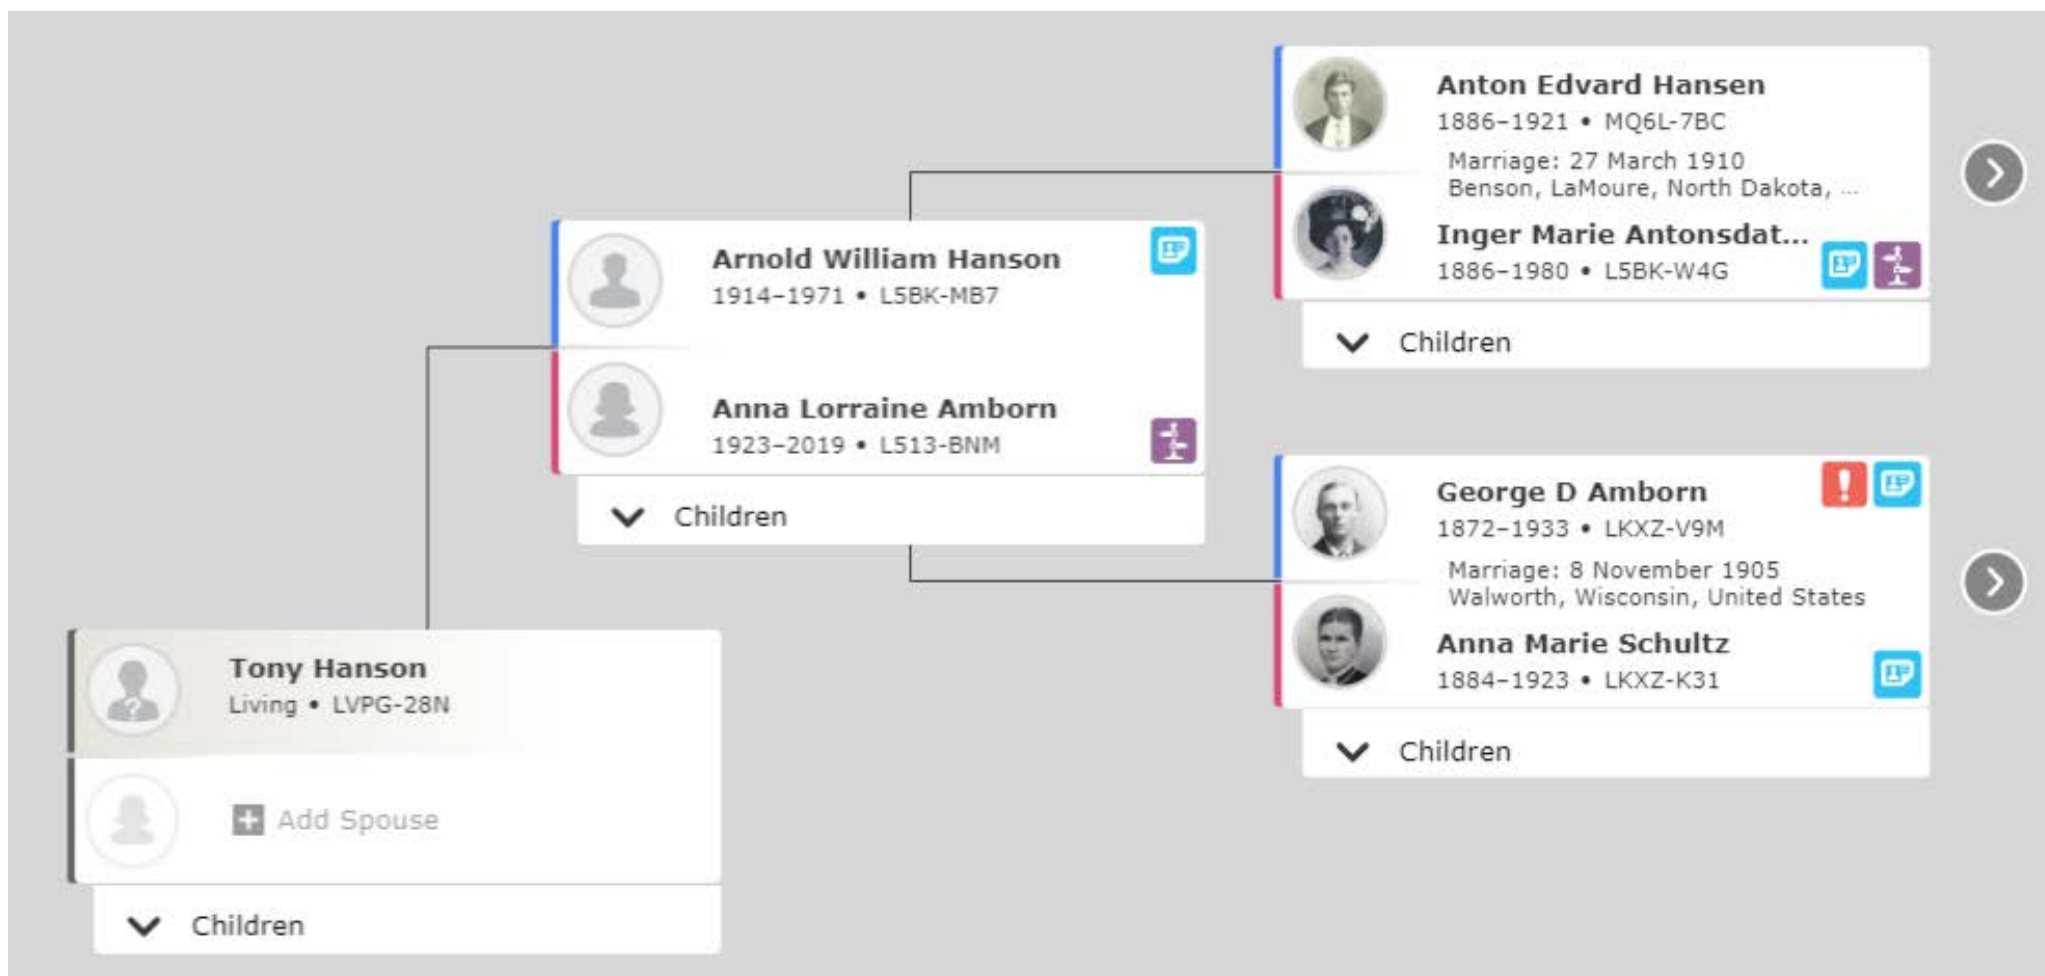 Anton Edvard Hansen
1886–1921 • MQ6L-7BC
Marriage: 27 March 1910
Benson, LaMoure, North Dakota, ...
Inger Marie Antonsdat...
1886–1980 • L5BK-W4G
Children
Arnold William Hanson
1914–1971 • L5BK-MB7
Anna Lorraine Amborn
1923–2019 • L513-BNM
Children
George D Amborn
1872–1933 • LKXZ-V9M
Marriage: 8 November 1905
Walworth, Wisconsin, United States
Anna Marie Schultz
1884–1923 • LKXZ-K31
Children
Tony Hanson
Living • LVPG-28N
Add Spouse
Children